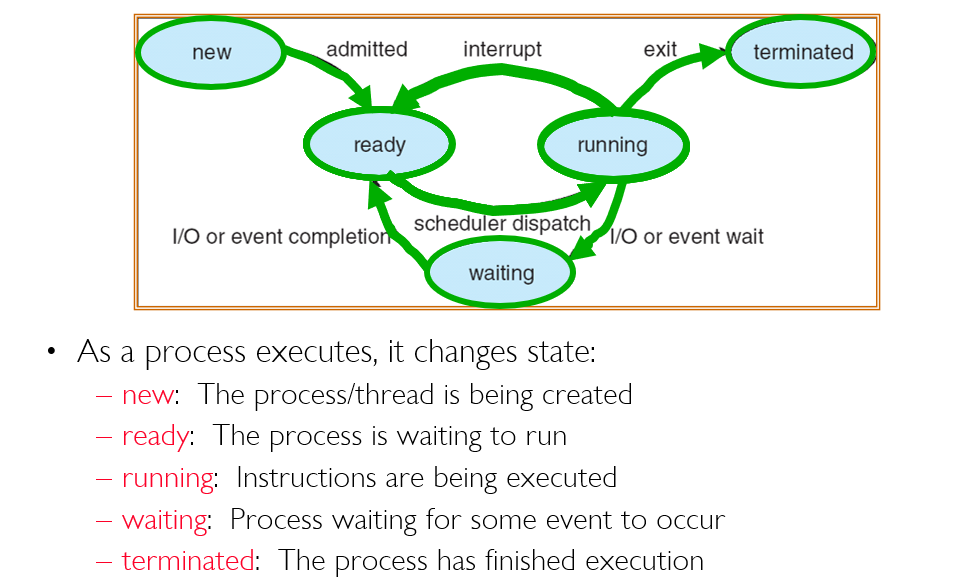 new
admitted
interrupt
exit
terminated
ready
running
scheduler dispatch
I/O or event completion
I/O or event wait
waiting
• As a process executes, it changes state:
– new: The process/thread is being created
– ready: The process is waiting to run
– running: Instructions are being executed
– waiting: Process waiting for some event to occur
– terminated: The process has finished execution